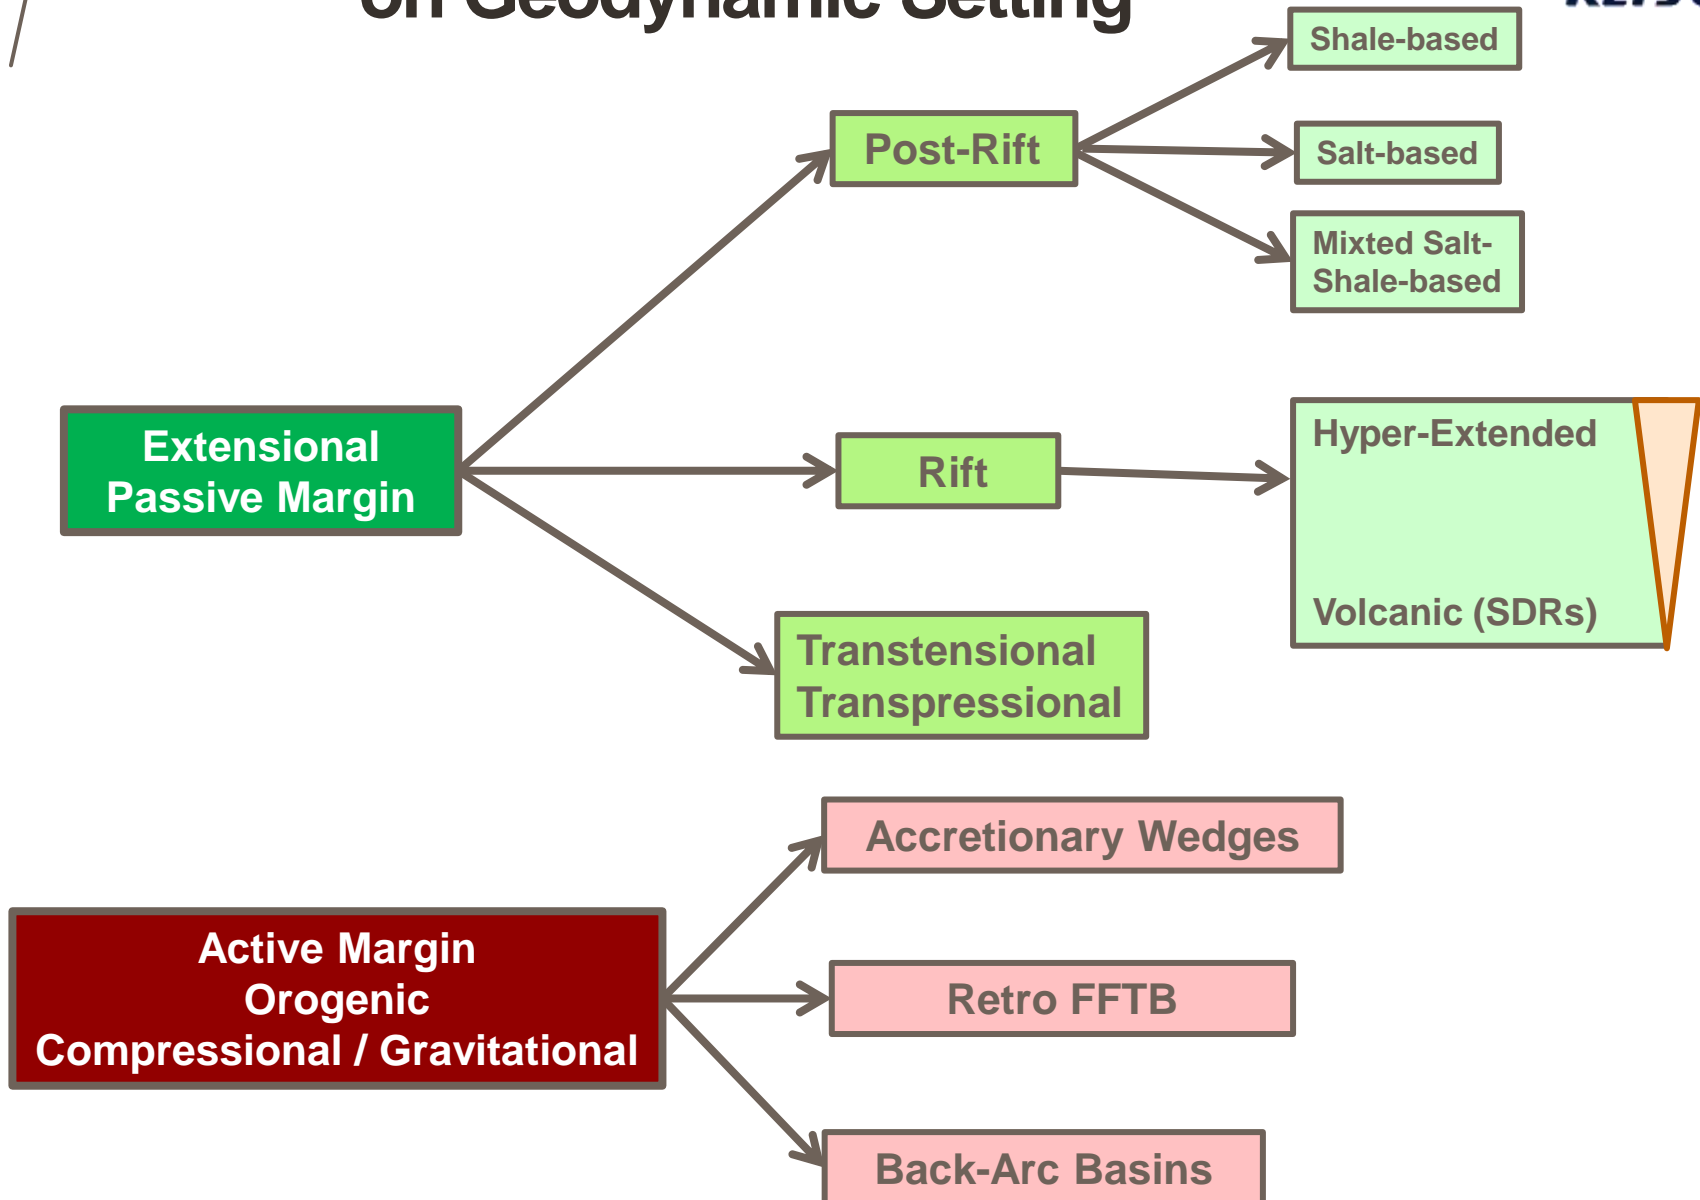 on Geodynamic Setting
Shale-based
Post-Rift
Salt-based
Mixted Salt-
Shale-based
Extensional
Passive Margin
Rift
Hyper-Extended
Volcanic (SDRs)
Transtensional
Transpressional
Accretionary Wedges
Active Margin
Orogenic
Compressional / Gravitational
Retro FFTB
Back-Arc Basins